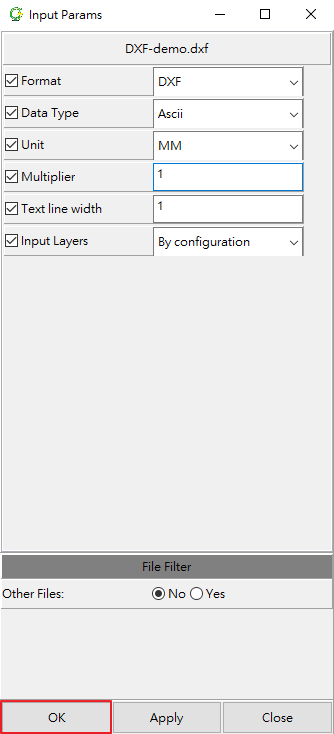 Input Params
DXF-demo.dxf
Format DXF
Data Type Ascii
Unit MM
Multiplier 1
Text line width 1
Input Layers By configuration
File Filter
Other Files: No Yes
OK Apply Close